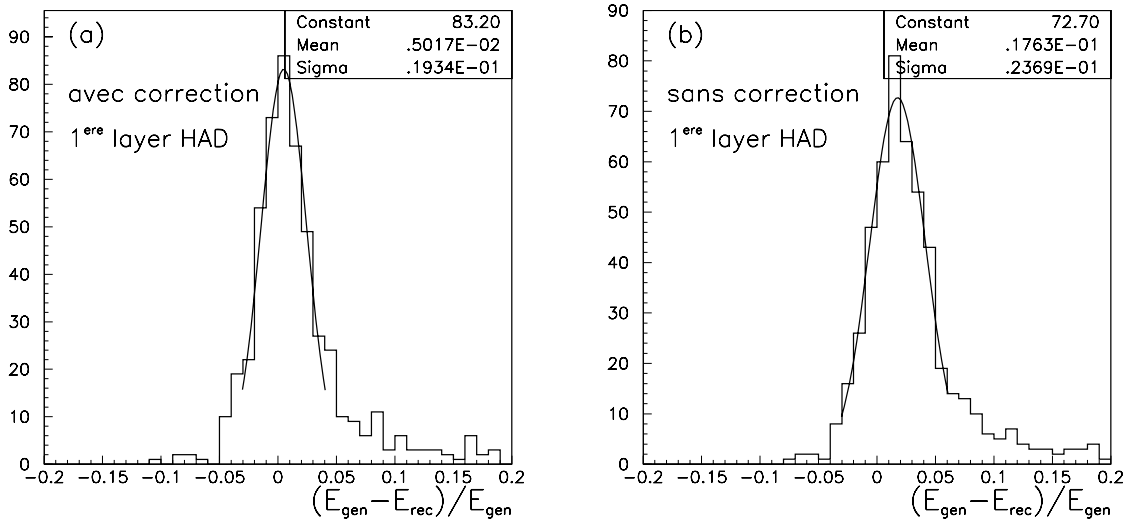 (a)
Constant 83.20
Mean .5017E-02
Sigma .1934E-01
avec correction
1ere layer HAD
90
80
70
60
50
40
30
20
10
0
−0.2 −0.15 −0.1 −0.05 0 0.05 0.1 0.15 0.2
(Egen−Erec)/Egen
(b)
Constant 72.70
Mean .1763E-01
Sigma .2369E-01
sans correction
1ere layer HAD
90
80
70
60
50
40
30
20
10
0
−0.2 −0.15 −0.1 −0.05 0 0.05 0.1 0.15 0.2
(Egen−Erec)/Egen